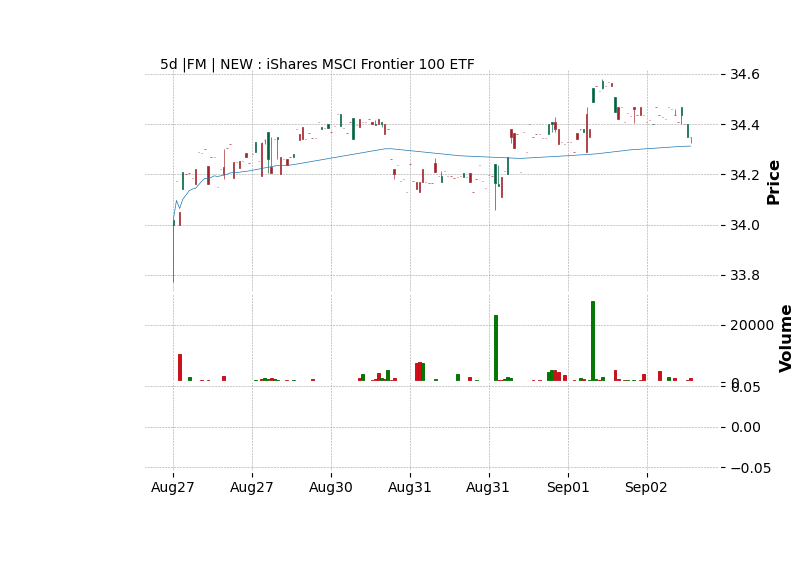 5d |FM | NEW : iShares MSCI Frontier 100 ETF
34.6
34.4
34.2
34.0
33.8
Price
20000
0
Volume
0.05
0.00
−0.05
Aug27 Aug27 Aug30 Aug31 Aug31 Sep01 Sep02